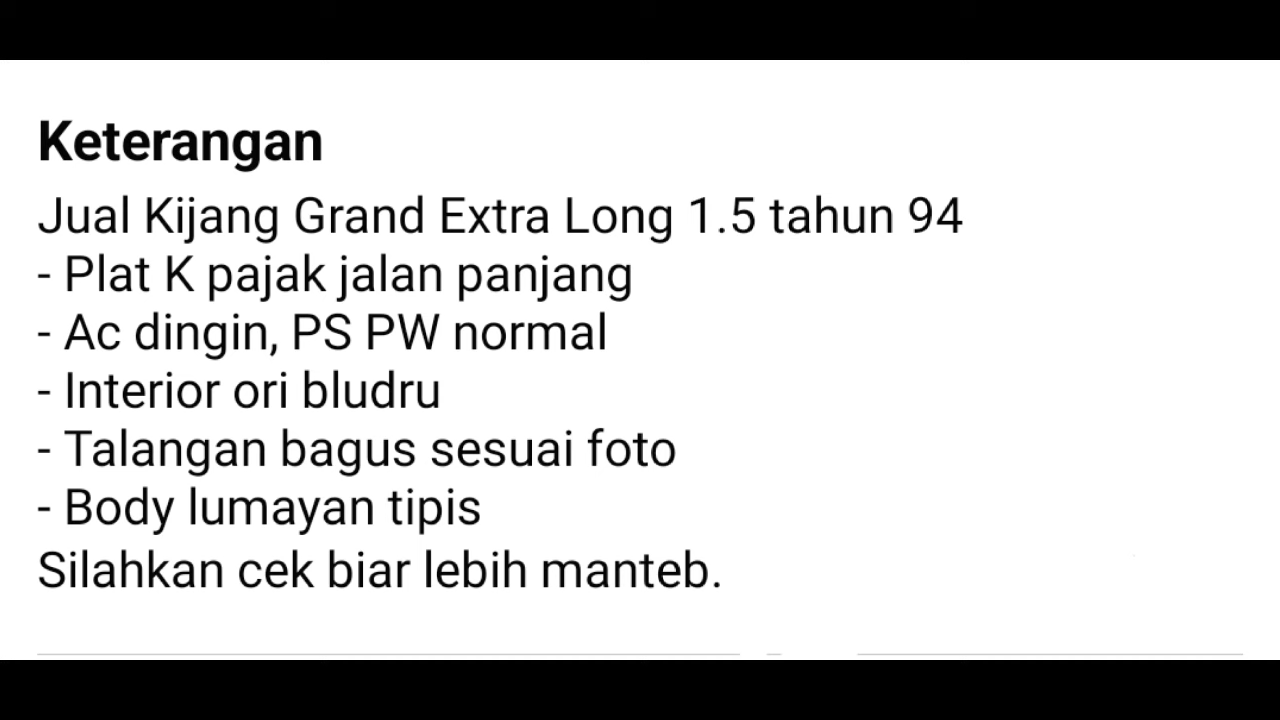 Keterangan
Jual Kijang Grand Extra Long 1.5 tahun 94
- Plat K pajak jalan panjang
- Ac dingin, PS PW normal
- Interior ori bludru
- Talangan bagus sesuai foto
- Body lumayan tipis
Silahkan cek biar lebih manteb.